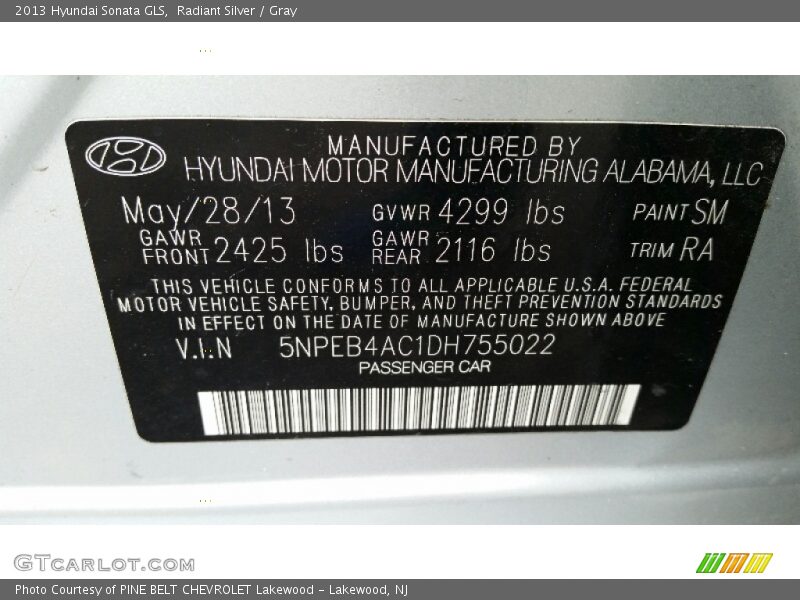 2013 Hyundai Sonata GLS, Radiant Silver / Gray
MANUFACTURED BY
HYUNDAI MOTOR MANUFACTURING ALABAMA, LLC
May/28/13 GVWR 4299 lbs PAINT SM
GAWR FRONT 2425 lbs GAWR REAR 2116 lbs TRIM RA
THIS VEHICLE CONFORMS TO ALL APPLICABLE U.S.A. FEDERAL
MOTOR VEHICLE SAFETY, BUMPER, AND THEFT PREVENTION STANDARDS
IN EFFECT ON THE DATE OF MANUFACTURE SHOWN ABOVE
V.I.N 5NPEB4AC1DH755022
PASSENGER CAR
GTcarlot.com
Photo Courtesy of PINE BELT CHEVROLET Lakewood - Lakewood, NJ